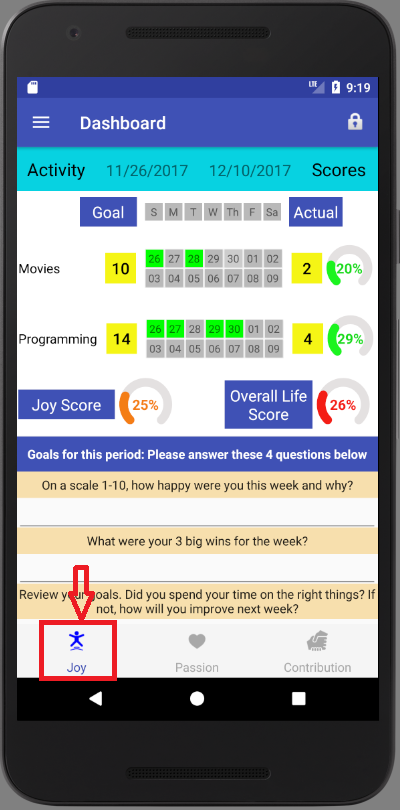 LTE 9:19
Dashboard
Activity 11/26/2017 12/10/2017 Scores
Goal S M T W Th F Sa Actual
26 27 28 29 30 01 02
Movies 10 2 20%
03 04 05 06 07 08 09
26 27 28 29 30 01 02
Programming 14 4 29%
03 04 05 06 07 08 09
Joy Score 25% Overall Life
Score 26%
Goals for this period: Please answer these 4 questions below
On a scale 1-10, how happy were you this week and why?
What were your 3 big wins for the week?
Review your goals. Did you spend your time on the right things? If
not, how will you improve next week?
Joy Passion Contribution